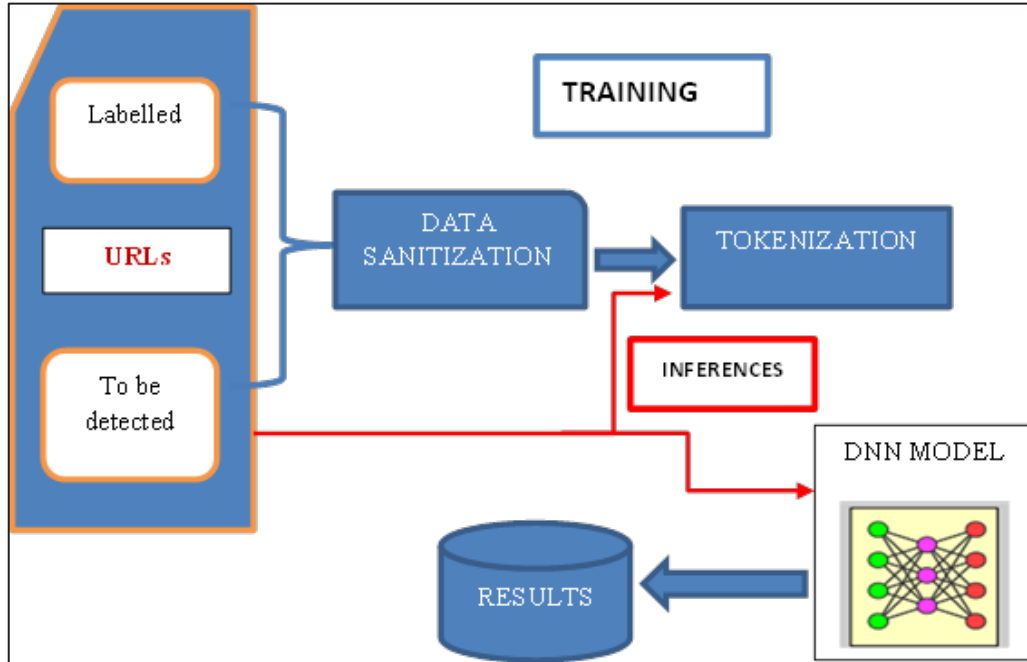 Labelled
URLs
To be
detected
TRAINING
DATA
SANITIZATION
TOKENIZATION
INFERENCES
DNN MODEL
RESULTS